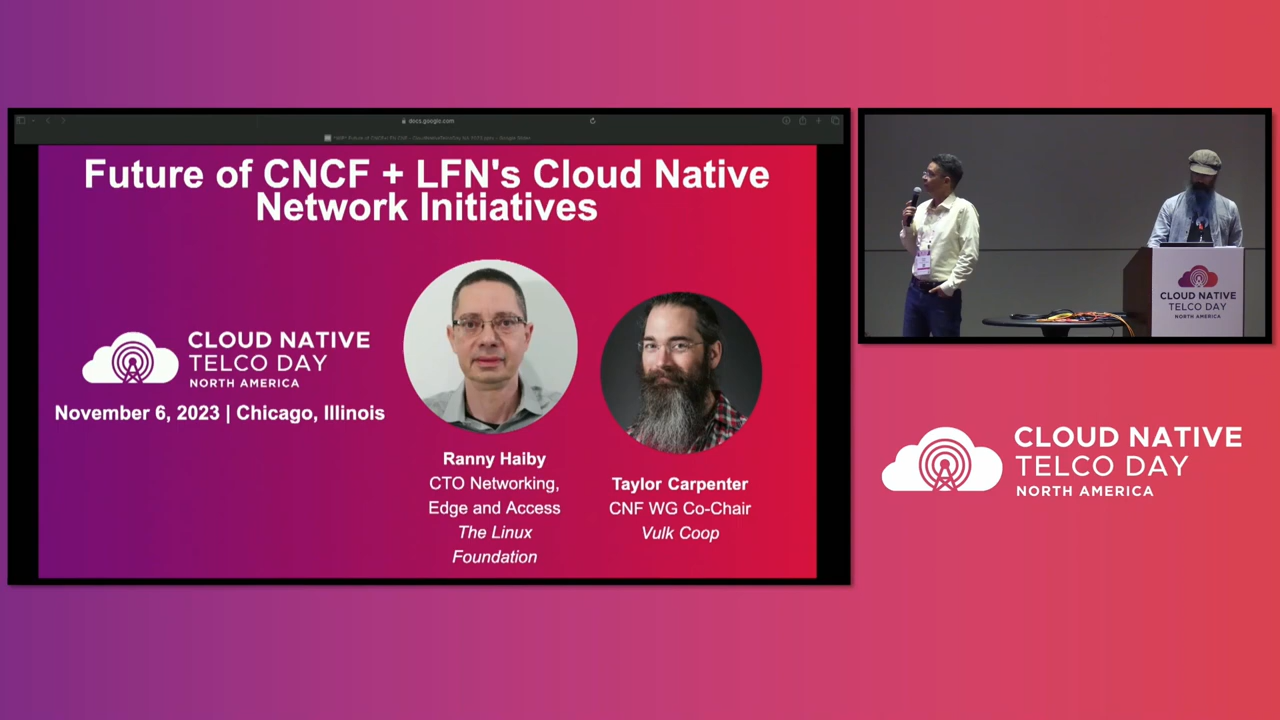 docs.google.com
Future of CNCF + LFN's Cloud Native
Network Initiatives
CLOUD NATIVE
TELCO DAY
NORTH AMERICA
November 6, 2023 | Chicago, Illinois
Ranny Haiby
CTO Networking,
Edge and Access
The Linux
Foundation
Taylor Carpenter
CNF WG Co-Chair
Vulk Coop
CLOUD NATIVE
TELCO DAY
NORTH AMERICA
CLOUD NATIVE
TELCO DAY
NORTH AMERICA